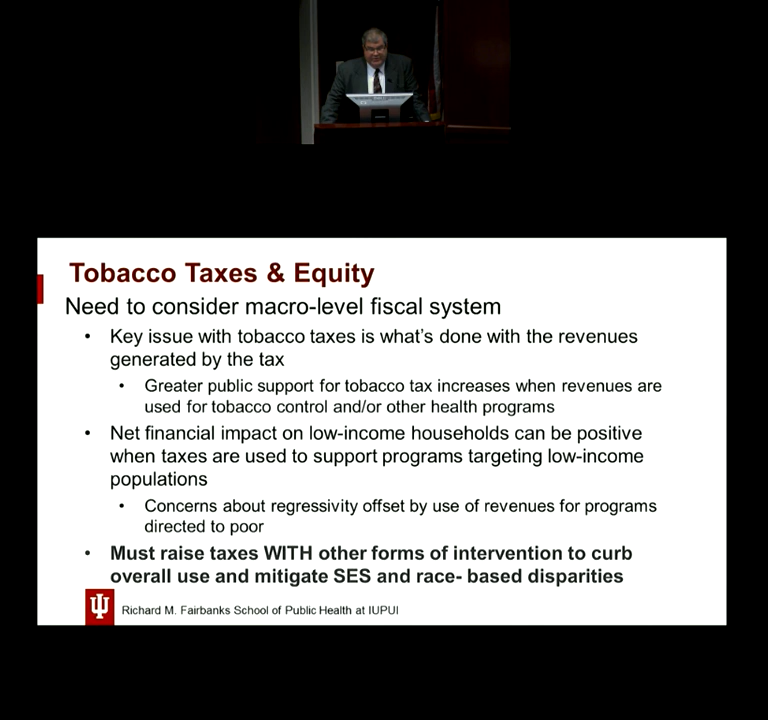 Tobacco Taxes & Equity
Need to consider macro-level fiscal system
• Key issue with tobacco taxes is what's done with the revenues
generated by the tax
• Greater public support for tobacco tax increases when revenues are
used for tobacco control and/or other health programs
• Net financial impact on low-income households can be positive
when taxes are used to support programs targeting low-income
populations
• Concerns about regressivity offset by use of revenues for programs
directed to poor
• Must raise taxes WITH other forms of intervention to curb
overall use and mitigate SES and race- based disparities
Richard M. Fairbanks School of Public Health at IUPUI